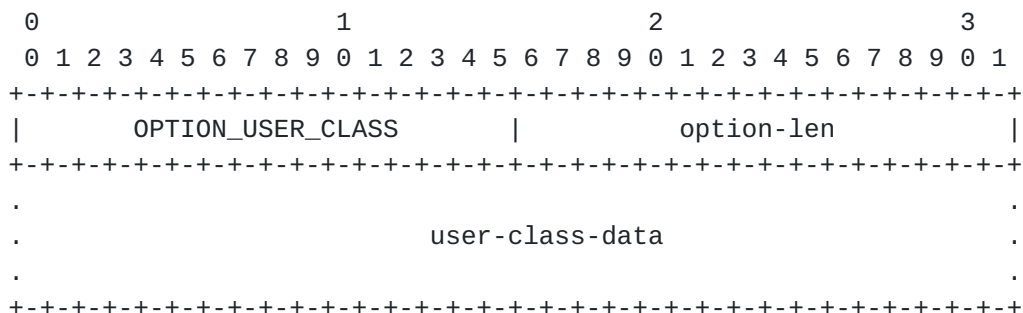 0                   1                   2                   3
 0 1 2 3 4 5 6 7 8 9 0 1 2 3 4 5 6 7 8 9 0 1 2 3 4 5 6 7 8 9 0 1
+-+-+-+-+-+-+-+-+-+-+-+-+-+-+-+-+-+-+-+-+-+-+-+-+-+-+-+-+-+-+-+-+
|       OPTION_USER_CLASS       |          option-len           |
+-+-+-+-+-+-+-+-+-+-+-+-+-+-+-+-+-+-+-+-+-+-+-+-+-+-+-+-+-+-+-+-+
.                                                               .
.                          user-class-data                      .
.                                                               .
+-+-+-+-+-+-+-+-+-+-+-+-+-+-+-+-+-+-+-+-+-+-+-+-+-+-+-+-+-+-+-+-+